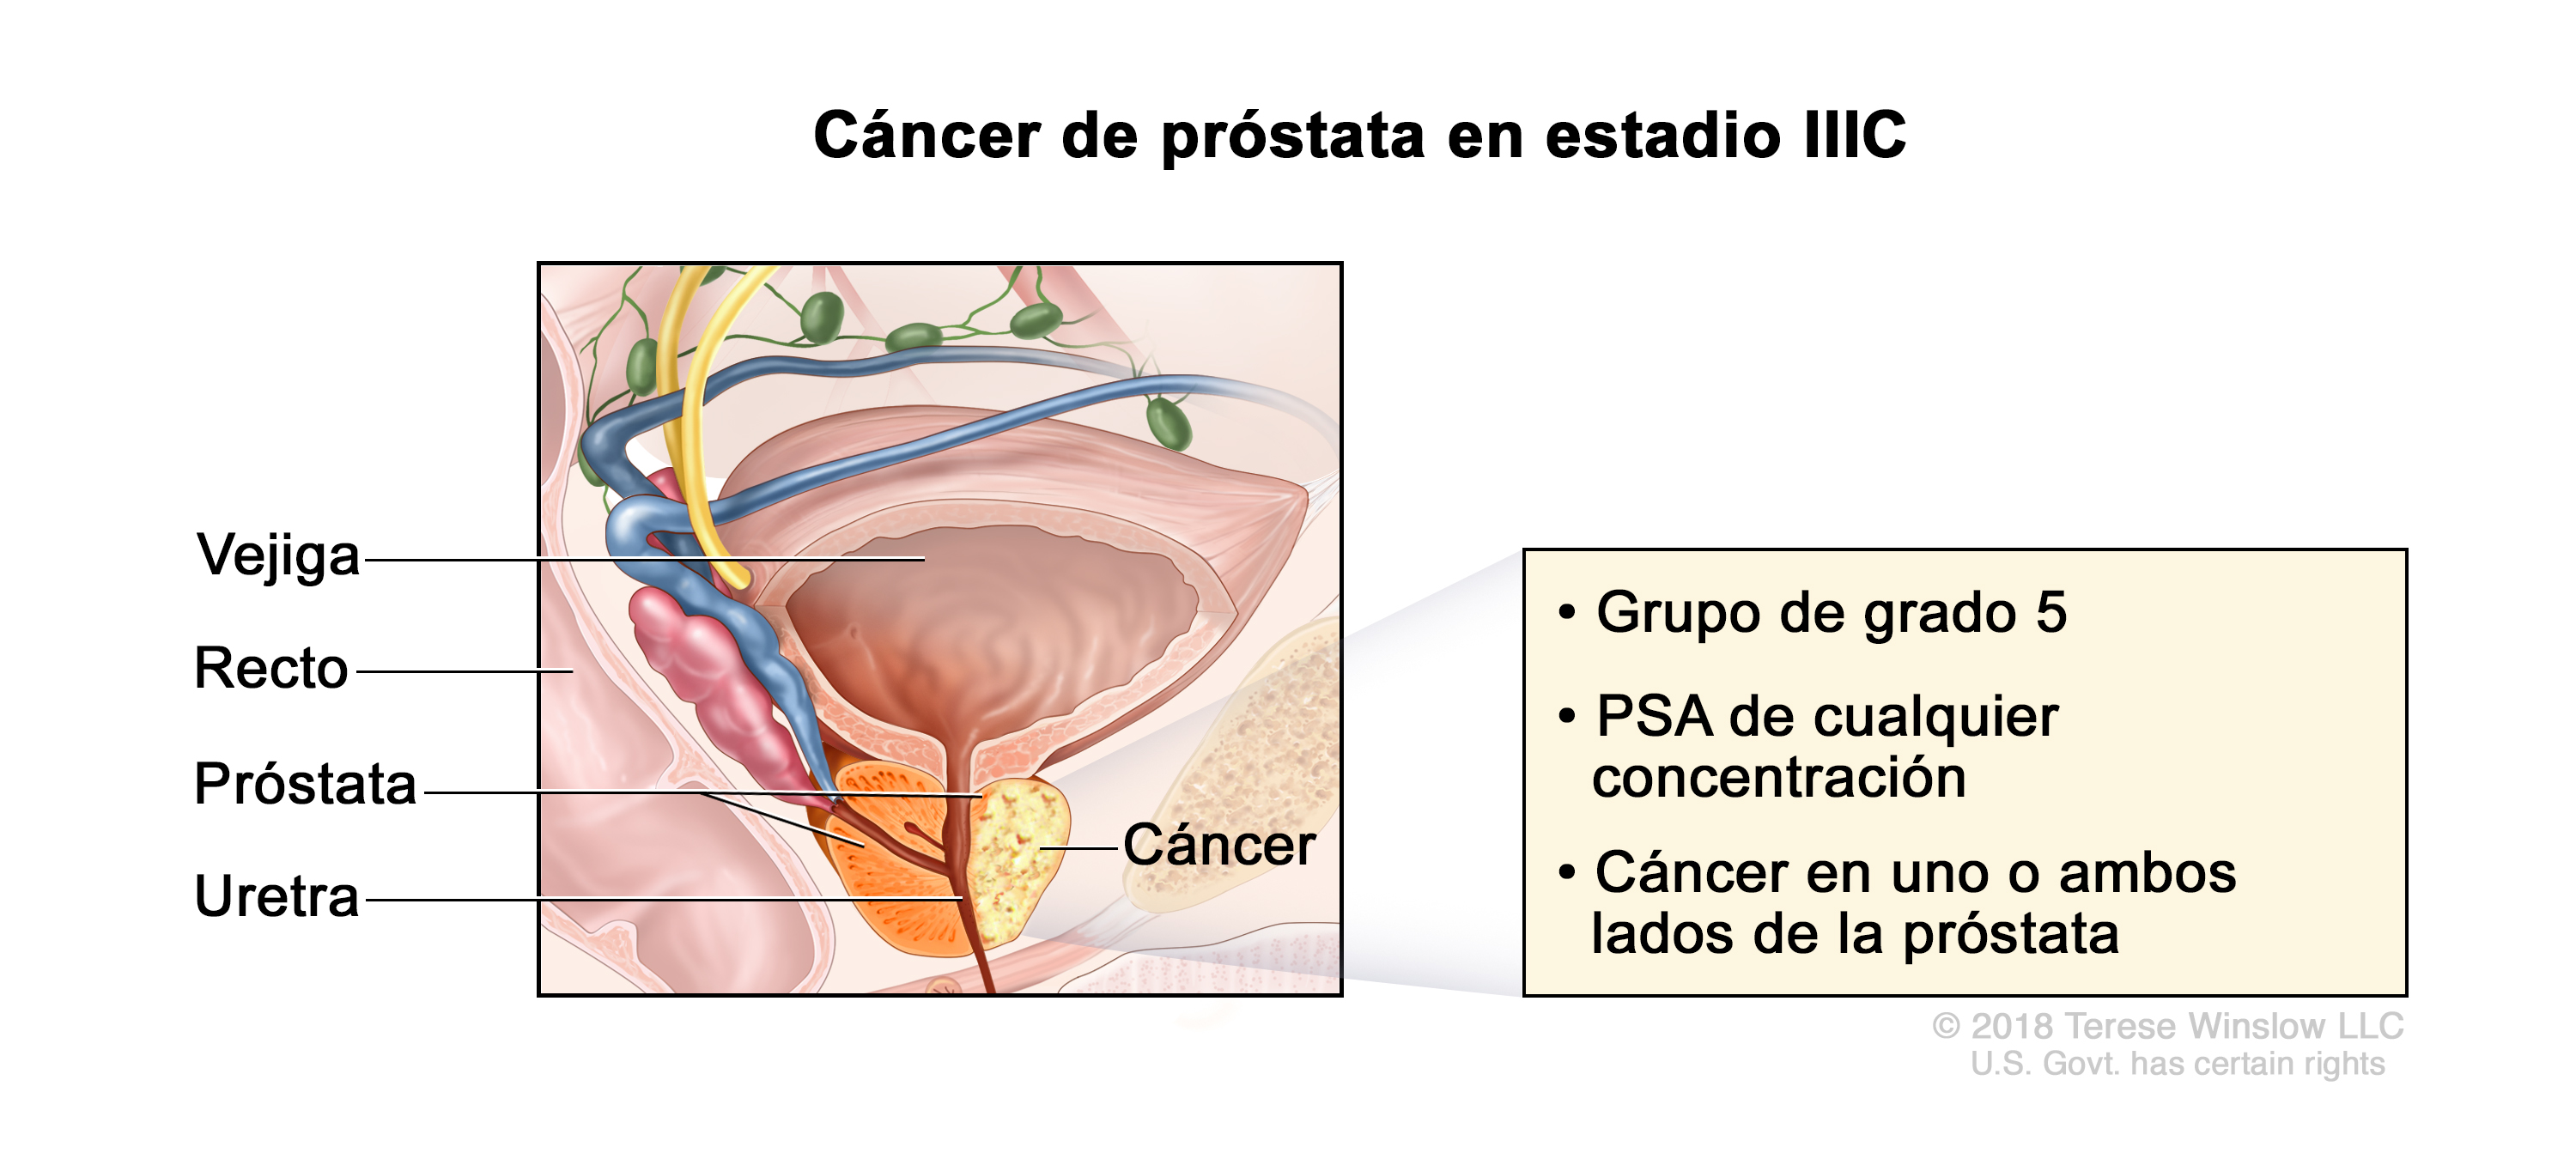 Cáncer de próstata en estadio IIIC
Vejiga
Recto
Próstata
Uretra
Cáncer
• Grupo de grado 5
• PSA de cualquier
concentración
• Cáncer en uno o ambos
lados de la próstata
© 2018 Terese Winslow LLC
U.S. Govt. has certain rights